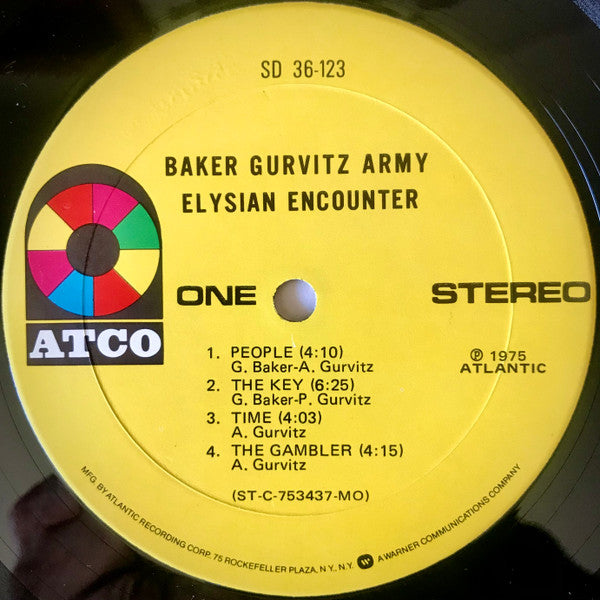 SD 36-123
BAKER GURVITZ ARMY
ELYSIAN ENCOUNTER
ATCO
ONE
STEREO
1. PEOPLE (4:10)
G. Baker-A. Gurvitz
2. THE KEY (6:25)
G. Baker-P. Gurvitz
3. TIME (4:03)
A. Gurvitz
4. THE GAMBLER (4:15)
A. Gurvitz
℗ 1975
ATLANTIC
(ST-C-753437-MO)
MFG. BY ATLANTIC RECORDING CORP. 75 ROCKEFELLER PLAZA, N.Y., N.Y. W A WARNER COMMUNICATIONS COMPANY